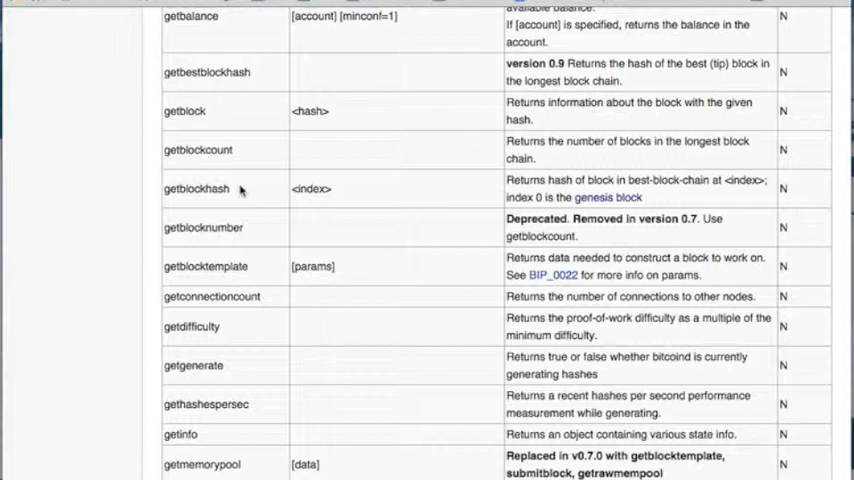 available balance.
getbalance [account] [minconf=1] If [account] is specified, returns the balance in the
account.
getbestblockhash version 0.9 Returns the hash of the best (tip) block in N
the longest block chain.
getblock <hash> Returns information about the block with the given N
hash.
getblockcount Returns the number of blocks in the longest block N
chain.
getblockhash <index> Returns hash of block in best-block-chain at <index>; N
index 0 is the genesis block
getblocknumber Deprecated. Removed in version 0.7. Use N
getblockcount.
getblocktemplate [params] Returns data needed to construct a block to work on. N
See BIP_0022 for more info on params.
getconnectioncount Returns the number of connections to other nodes. N
getdifficulty Returns the proof-of-work difficulty as a multiple of the N
minimum difficulty.
getgenerate Returns true or false whether bitcoind is currently N
generating hashes
gethashespersec Returns a recent hashes per second performance N
measurement while generating.
getinfo Returns an object containing various state info. N
getmemorypool [data] Replaced in v0.7.0 with getblocktemplate, N
submitblock, getrawmempool